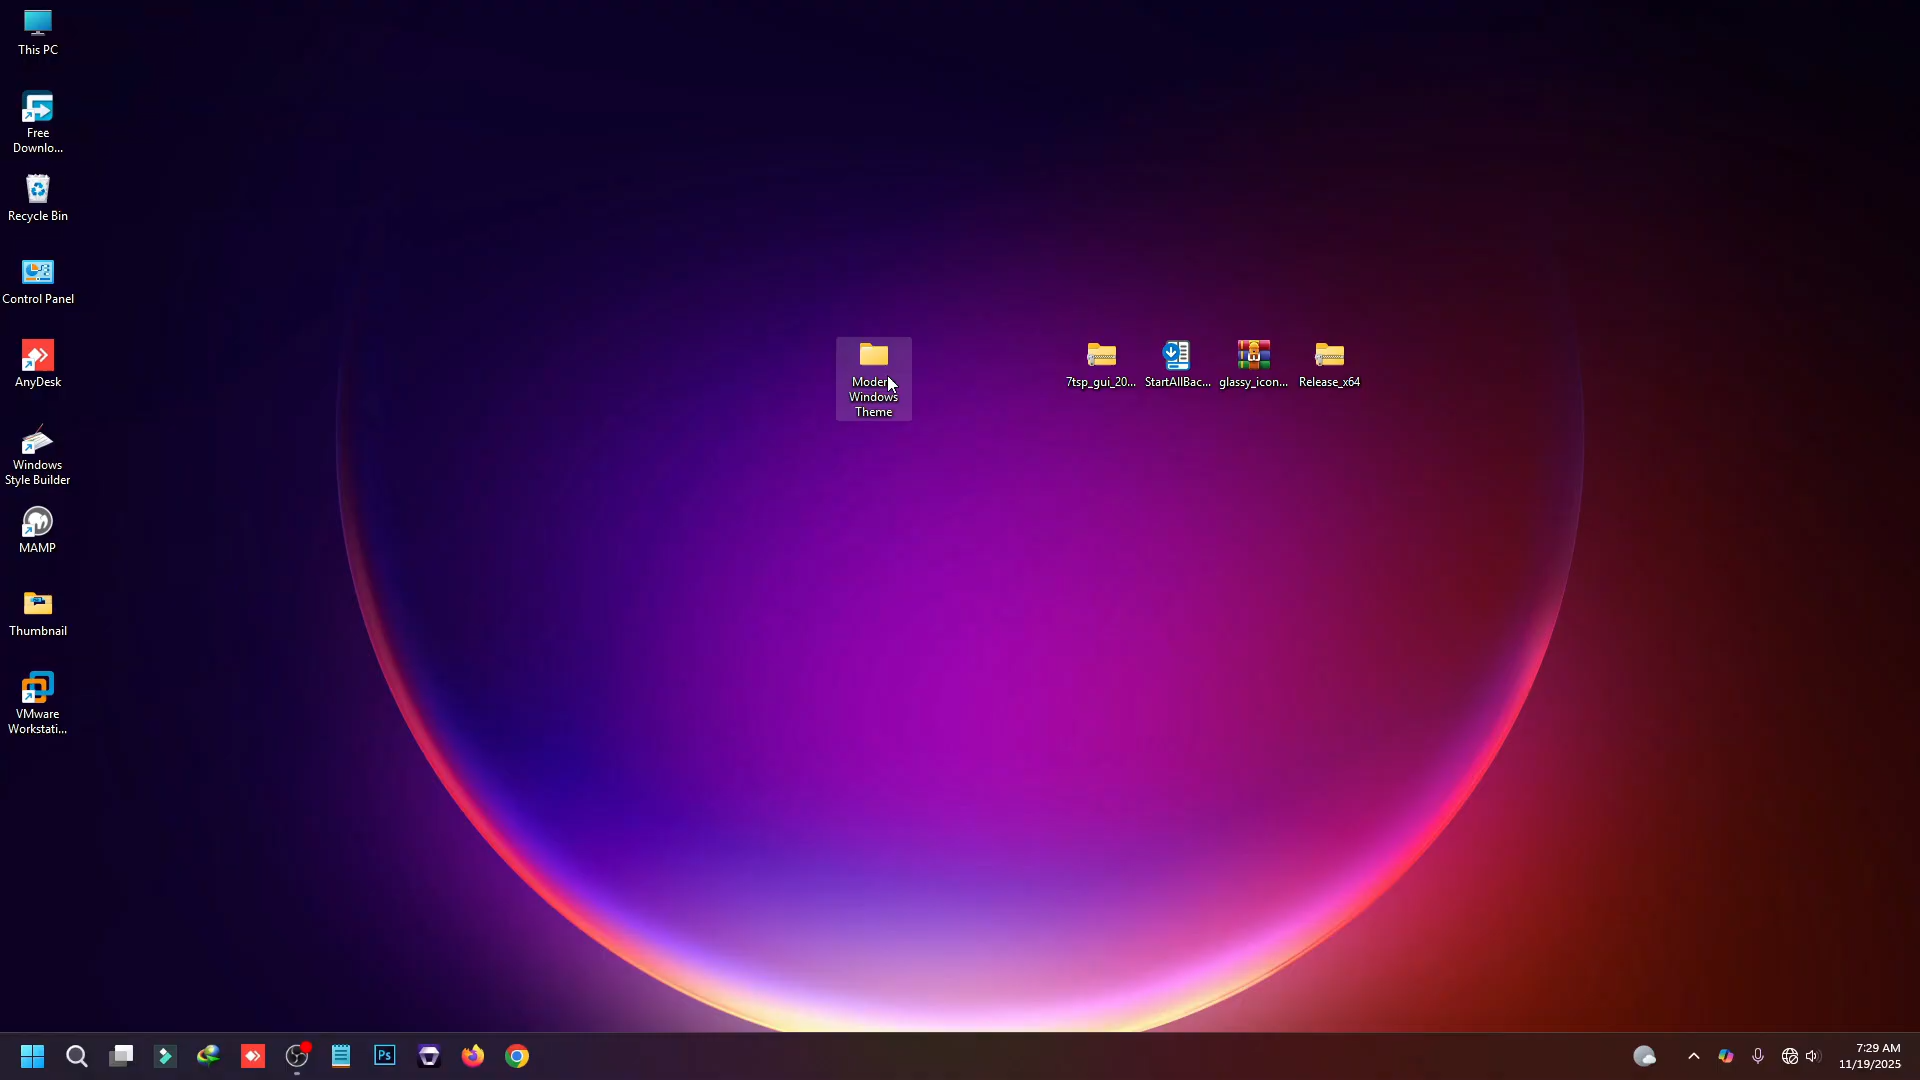 This PC
Free
Downlo...
Recycle Bin
Control Panel
AnyDesk
Windows
Style Builder
MAMP
Thumbnail
VMware
Workstati...
Modern
Windows
Theme
7tsp_gui_20...
StartAllBac...
glassy_icon...
Release_x64
Ps
7:29 AM
11/19/2025